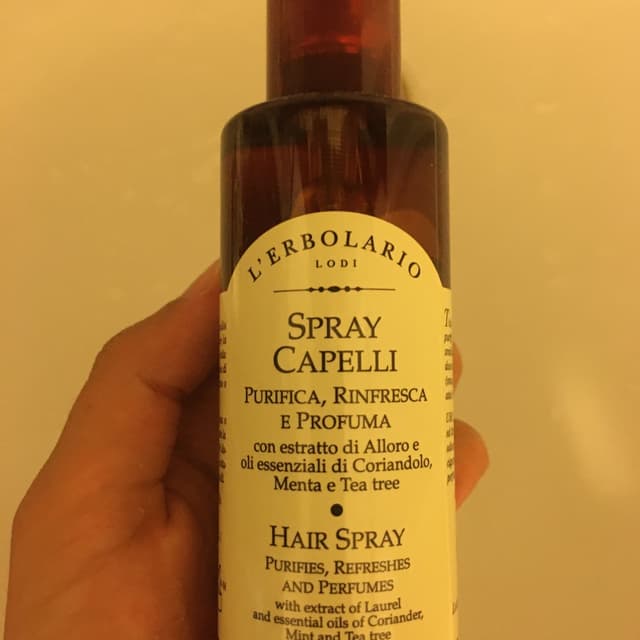 L'ERBOLARIO
LODI
SPRAY
CAPELLI
PURIFICA, RINFRESCA
E PROFUMA
con estratto di Alloro e
oli essenziali di Coriandolo,
Menta e Tea tree
HAIR SPRAY
PURIFIES, REFRESHES
AND PERFUMES
with extract of Laurel
and essential oils of Coriander,
Mint and Tea tree